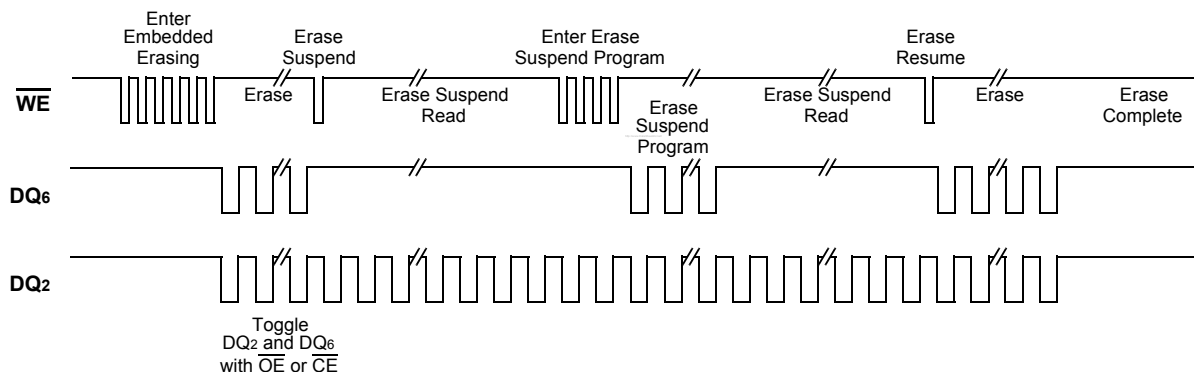 Enter
Embedded
Erasing
Erase
Suspend
Enter Erase
Suspend Program
Erase
Resume
WE
Erase
Erase Suspend
Read
Erase
Suspend
Program
Erase Suspend
Read
Erase
Erase
Complete
DQ6
DQ2
Toggle
DQ2 and DQ6
with OE or CE